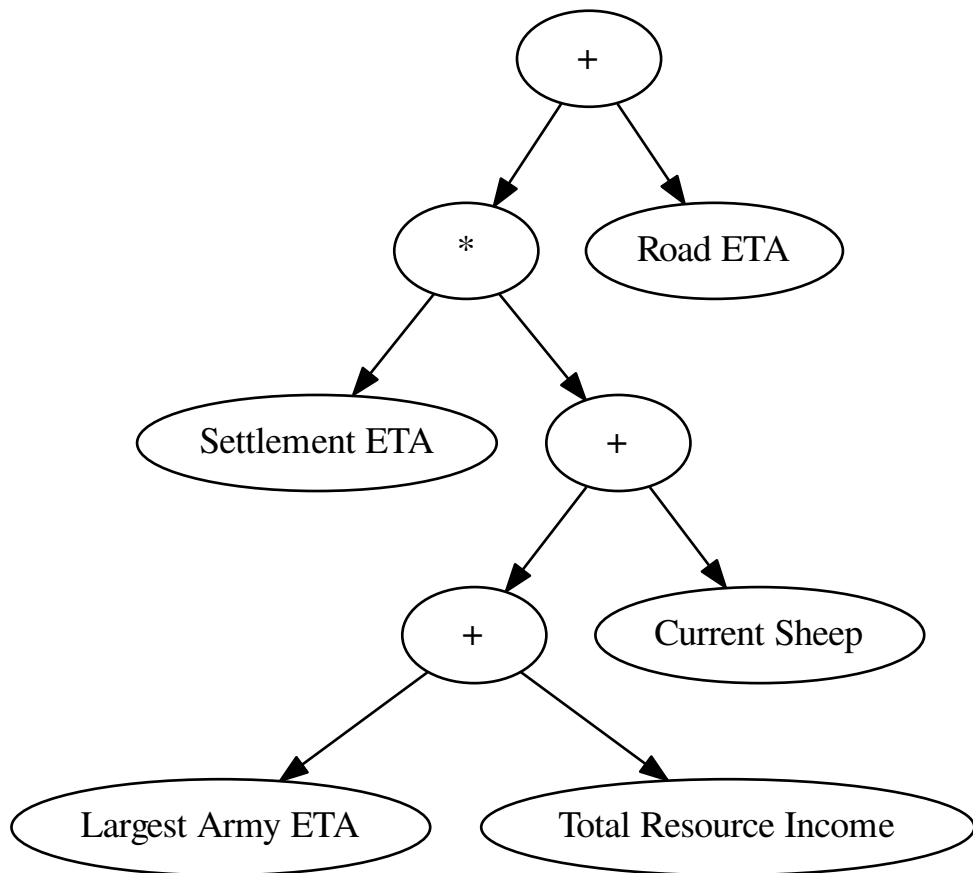 +
*
Road ETA
Settlement ETA
+
+
Current Sheep
Largest Army ETA
Total Resource Income